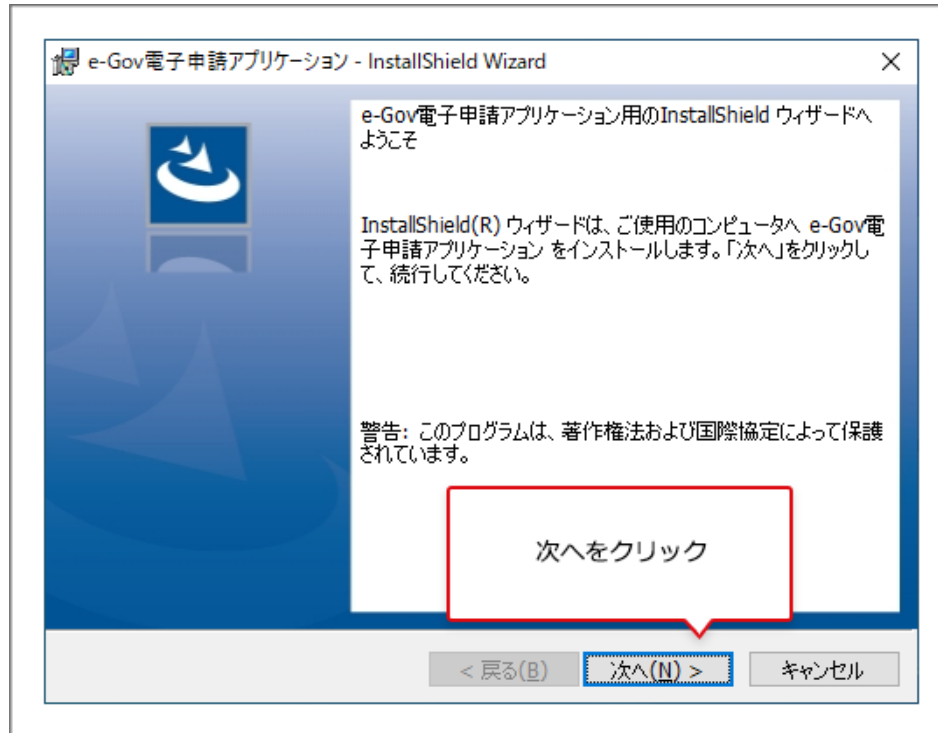 e-Gov電子申請アプリケーション - InstallShield Wizard
e-Gov電子申請アプリケーション用のInstallShield ウィザードへ
ようこそ
InstallShield(R) ウィザードは、ご使用のコンピュータへ e-Gov電
子申請アプリケーション をインストールします。「次へ」をクリックし
て、続行してください。
警告: このプログラムは、著作権法および国際協定によって保護
されています。
次へをクリック
< 戻る(B)
次へ(N) >
キャンセル